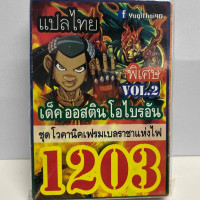 แปลไทย
f yugithai40
พิเศษ
VOL.2
เด็ค ออสติน โอไบรอัน
ชุด โวคานิคเฟรมเบลราชาแห่งไฟ
1203